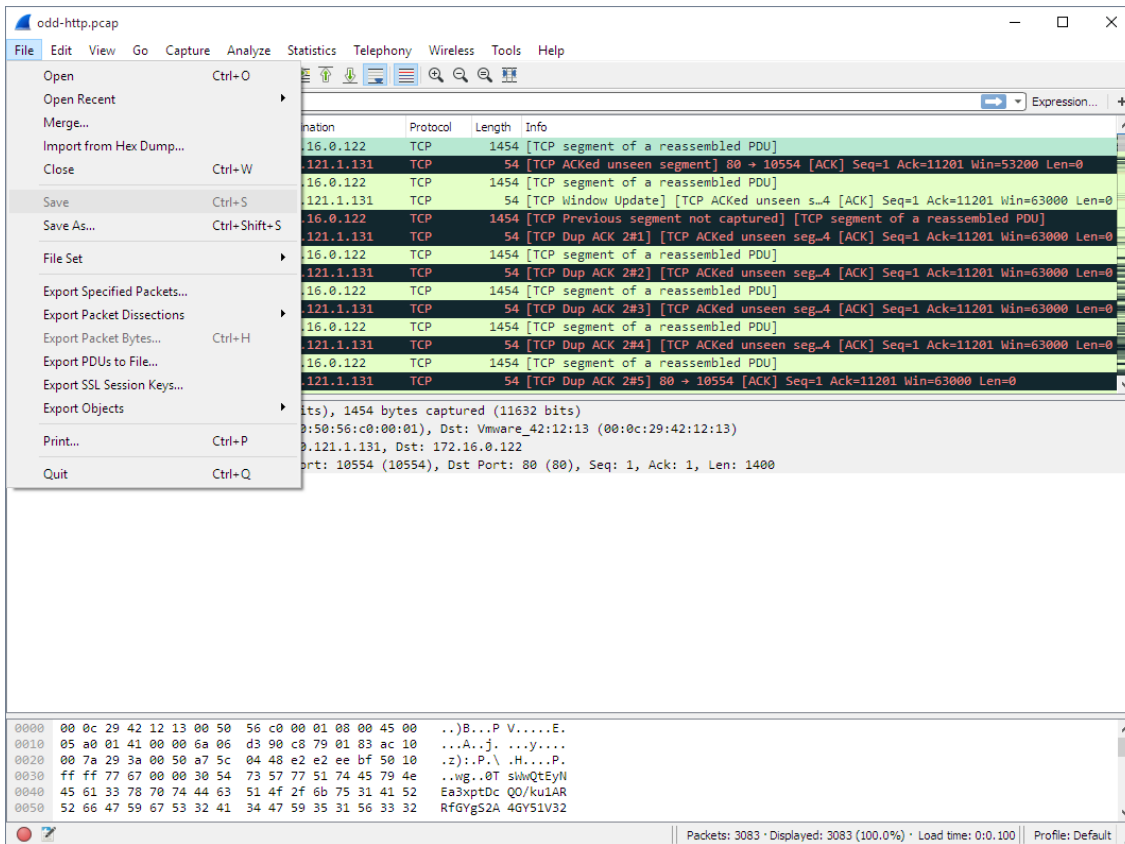 odd-http.pcap
File Edit View Go Capture Analyze Statistics Telephony Wireless Tools Help
Open Ctrl+O
Open Recent
Merge...
Import from Hex Dump...
Close Ctrl+W
Save Ctrl+S
Save As... Ctrl+Shift+S
File Set
Export Specified Packets...
Export Packet Dissections
Export Packet Bytes... Ctrl+H
Export PDUs to File...
Export SSL Session Keys...
Export Objects
Print... Ctrl+P
Quit Ctrl+Q
Expression... +
nation Protocol Length Info
.16.0.122 TCP 1454 [TCP segment of a reassembled PDU]
.121.1.131 TCP 54 [TCP ACKed unseen segment] 80 → 10554 [ACK] Seq=1 Ack=11201 Win=53200 Len=0
.16.0.122 TCP 1454 [TCP segment of a reassembled PDU]
.121.1.131 TCP 54 [TCP Window Update] [TCP ACKed unseen s…4 [ACK] Seq=1 Ack=11201 Win=63000 Len=0
.16.0.122 TCP 1454 [TCP Previous segment not captured] [TCP segment of a reassembled PDU]
.121.1.131 TCP 54 [TCP Dup ACK 2#1] [TCP ACKed unseen seg…4 [ACK] Seq=1 Ack=11201 Win=63000 Len=0
.16.0.122 TCP 1454 [TCP segment of a reassembled PDU]
.121.1.131 TCP 54 [TCP Dup ACK 2#2] [TCP ACKed unseen seg…4 [ACK] Seq=1 Ack=11201 Win=63000 Len=0
.16.0.122 TCP 1454 [TCP segment of a reassembled PDU]
.121.1.131 TCP 54 [TCP Dup ACK 2#3] [TCP ACKed unseen seg…4 [ACK] Seq=1 Ack=11201 Win=63000 Len=0
.16.0.122 TCP 1454 [TCP segment of a reassembled PDU]
.121.1.131 TCP 54 [TCP Dup ACK 2#4] [TCP ACKed unseen seg…4 [ACK] Seq=1 Ack=11201 Win=63000 Len=0
.16.0.122 TCP 1454 [TCP segment of a reassembled PDU]
.121.1.131 TCP 54 [TCP Dup ACK 2#5] 80 → 10554 [ACK] Seq=1 Ack=11201 Win=63000 Len=0
its), 1454 bytes captured (11632 bits)
0:50:56:c0:00:01), Dst: Vmware_42:12:13 (00:0c:29:42:12:13)
0.121.1.131, Dst: 172.16.0.122
ort: 10554 (10554), Dst Port: 80 (80), Seq: 1, Ack: 1, Len: 1400
0000 00 0c 29 42 12 13 00 50 56 c0 00 01 08 00 45 00 ..)B...P V.....E.
0010 05 a0 01 41 00 00 6a 06 d3 90 c8 79 01 83 ac 10 ...A..j. ...y....
0020 00 7a 29 3a 00 50 a7 5c 04 48 e2 e2 ee bf 50 10 .z):.P.\ .H....P.
0030 ff ff 77 67 00 00 30 54 73 57 77 51 74 45 79 4e ..wg..0T sWwQtEyN
0040 45 61 33 78 70 74 44 63 51 4f 2f 6b 75 31 41 52 Ea3xptDc QO/ku1AR
0050 52 66 47 59 67 53 32 41 34 47 59 35 31 56 33 32 RfGYgS2A 4GY51V32
Packets: 3083 · Displayed: 3083 (100.0%) · Load time: 0:0.100 Profile: Default